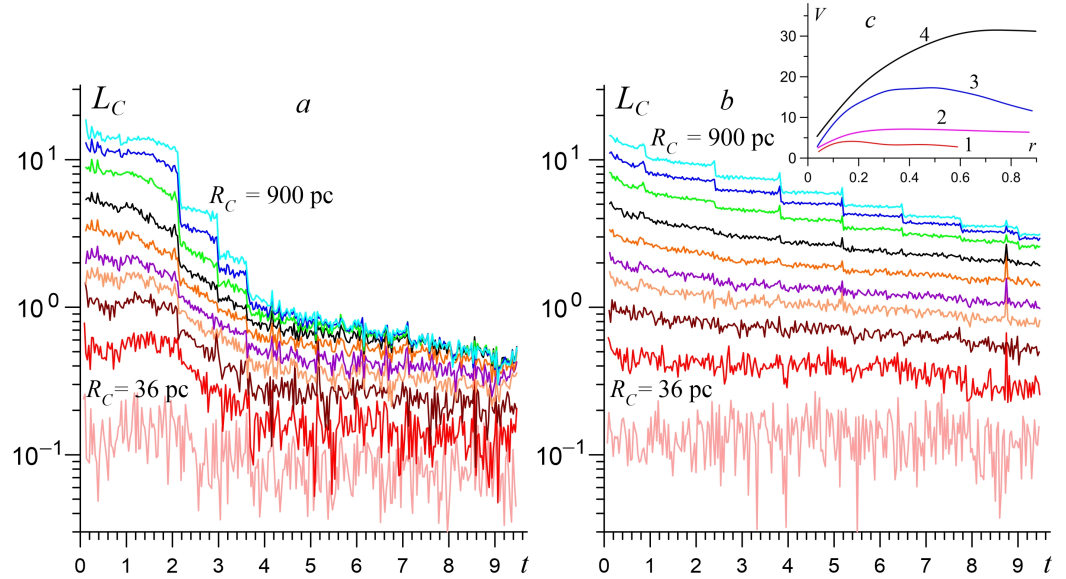 L_C
a
10^1
R_C = 900 pc
10^0
R_C = 36 pc
10^−1
0 1 2 3 4 5 6 7 8 9 t
L_C
b
10^1
R_C = 900 pc
10^0
R_C = 36 pc
10^−1
0 1 2 3 4 5 6 7 8 9 t
V
c
30
4
20
3
10
2
1
r
0
0 0.2 0.4 0.6 0.8